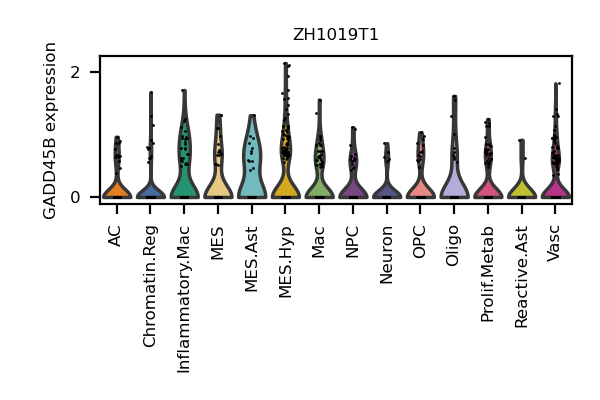 ZH1019T1
GADD45B expression
2
0
AC
Chromatin.Reg
Inflammatory.Mac
MES
MES.Ast
MES.Hyp
Mac
NPC
Neuron
OPC
Oligo
Prolif.Metab
Reactive.Ast
Vasc